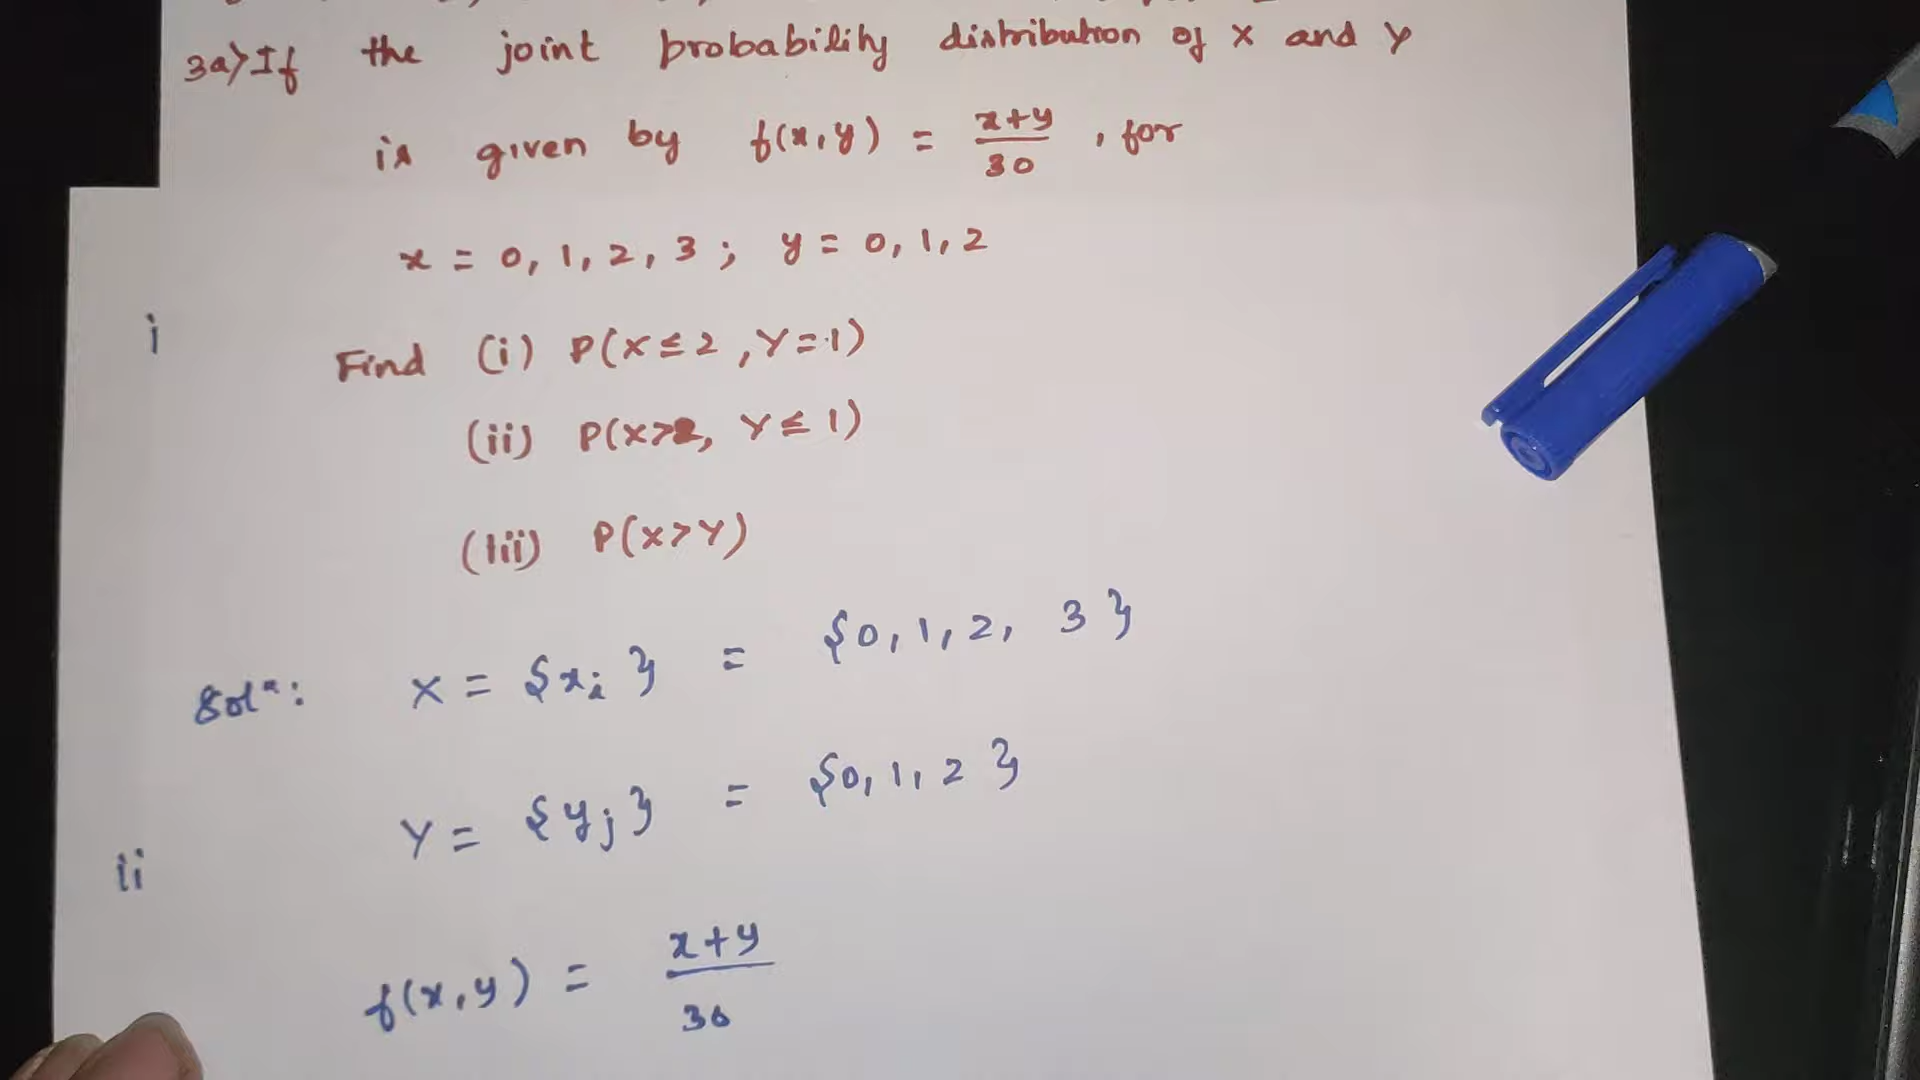 3a) If the joint probability distribution of X and Y
is given by f(x,y) = x+y/30, for
x = 0, 1, 2, 3; y = 0, 1, 2
i
Find (i) P(X≤2, Y=1)
(ii) P(X>2, Y≤1)
(iii) P(X>Y)
Solⁿ: X = {xᵢ} = {0, 1, 2, 3}
Y = {yⱼ} = {0, 1, 2}
ii
f(x,y) = x+y/30